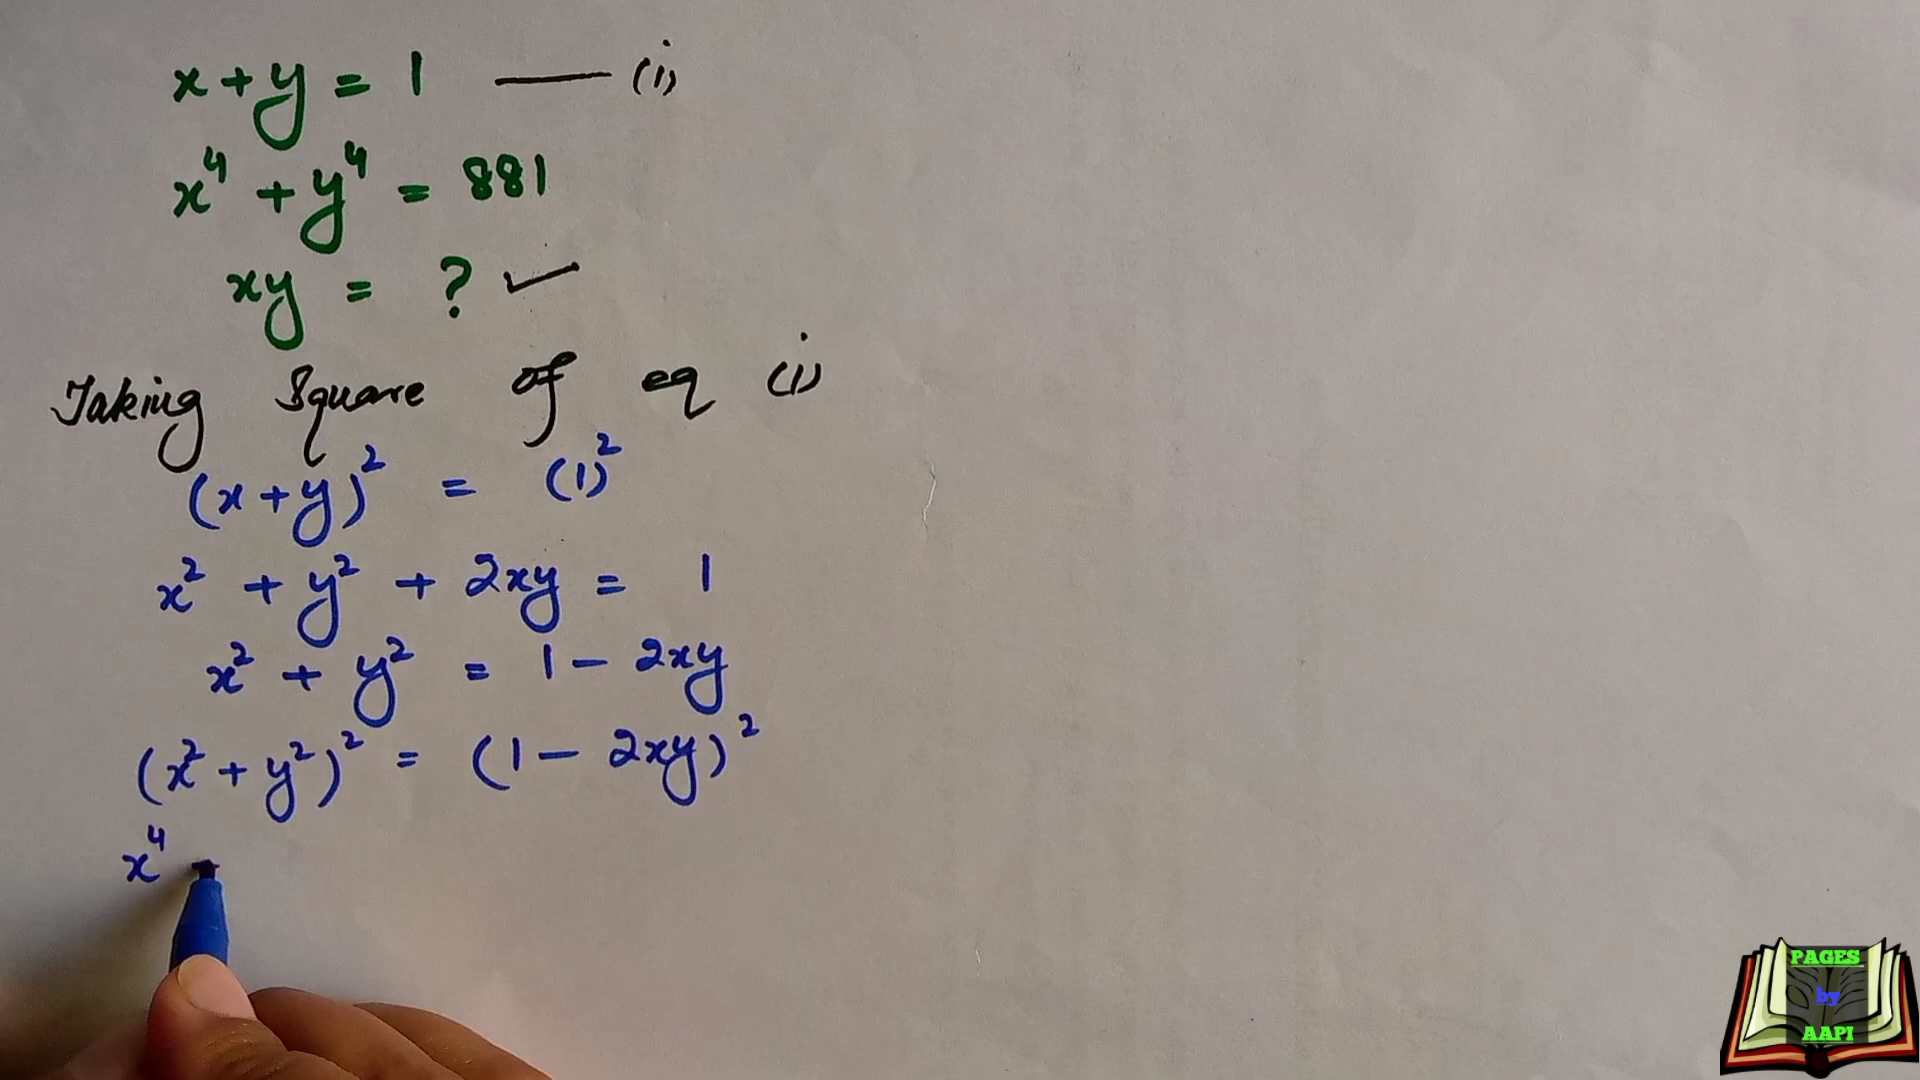 x + y = 1 —— (i)
x⁴ + y⁴ = 881
xy = ? ✓
Taking Square of eq (i)
(x + y)² = (1)²
x² + y² + 2xy = 1
x² + y² = 1 - 2xy
(x² + y²)² = (1 - 2xy)²
x⁴
PAGES
by
AAPI